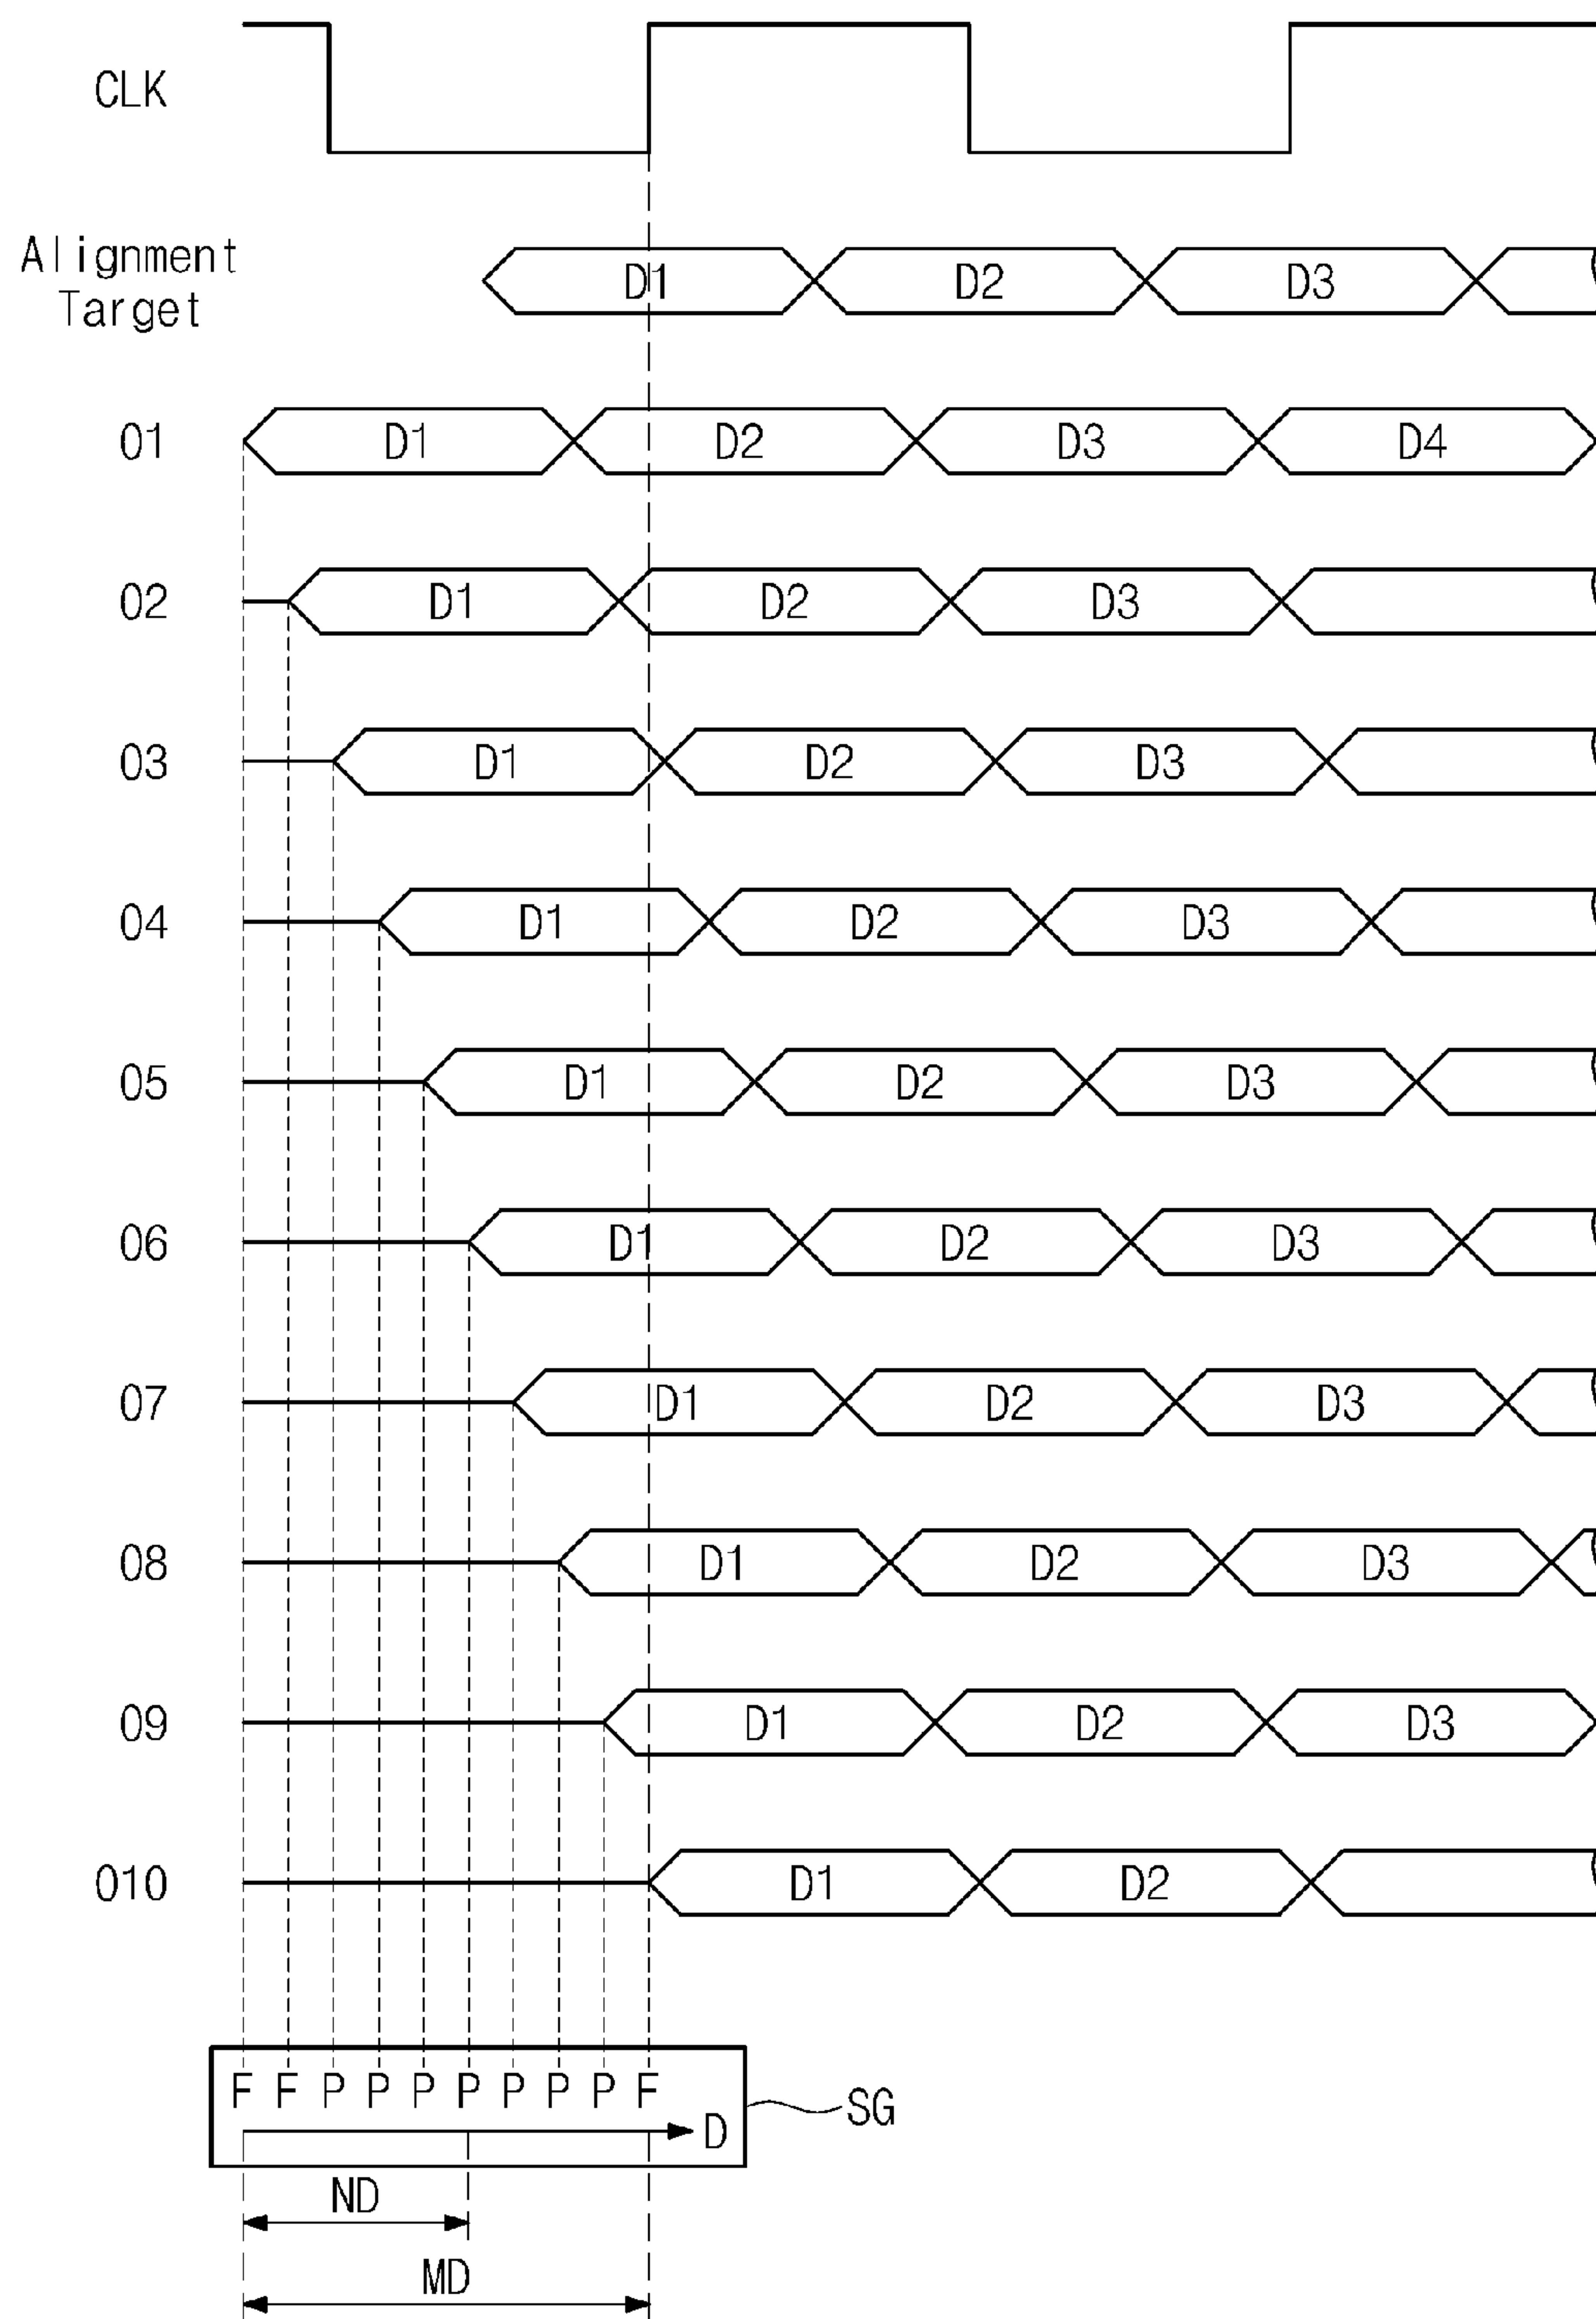 CLK
Alignment
Target
D1 D2 D3
01 D1 D2 D3 D4
02 D1 D2 D3
03 D1 D2 D3
04 D1 D2 D3
05 D1 D2 D3
06 D1 D2 D3
07 D1 D2 D3
08 D1 D2 D3
09 D1 D2 D3
010 D1 D2
F F P P P P P P P F
D
SG
ND
MD